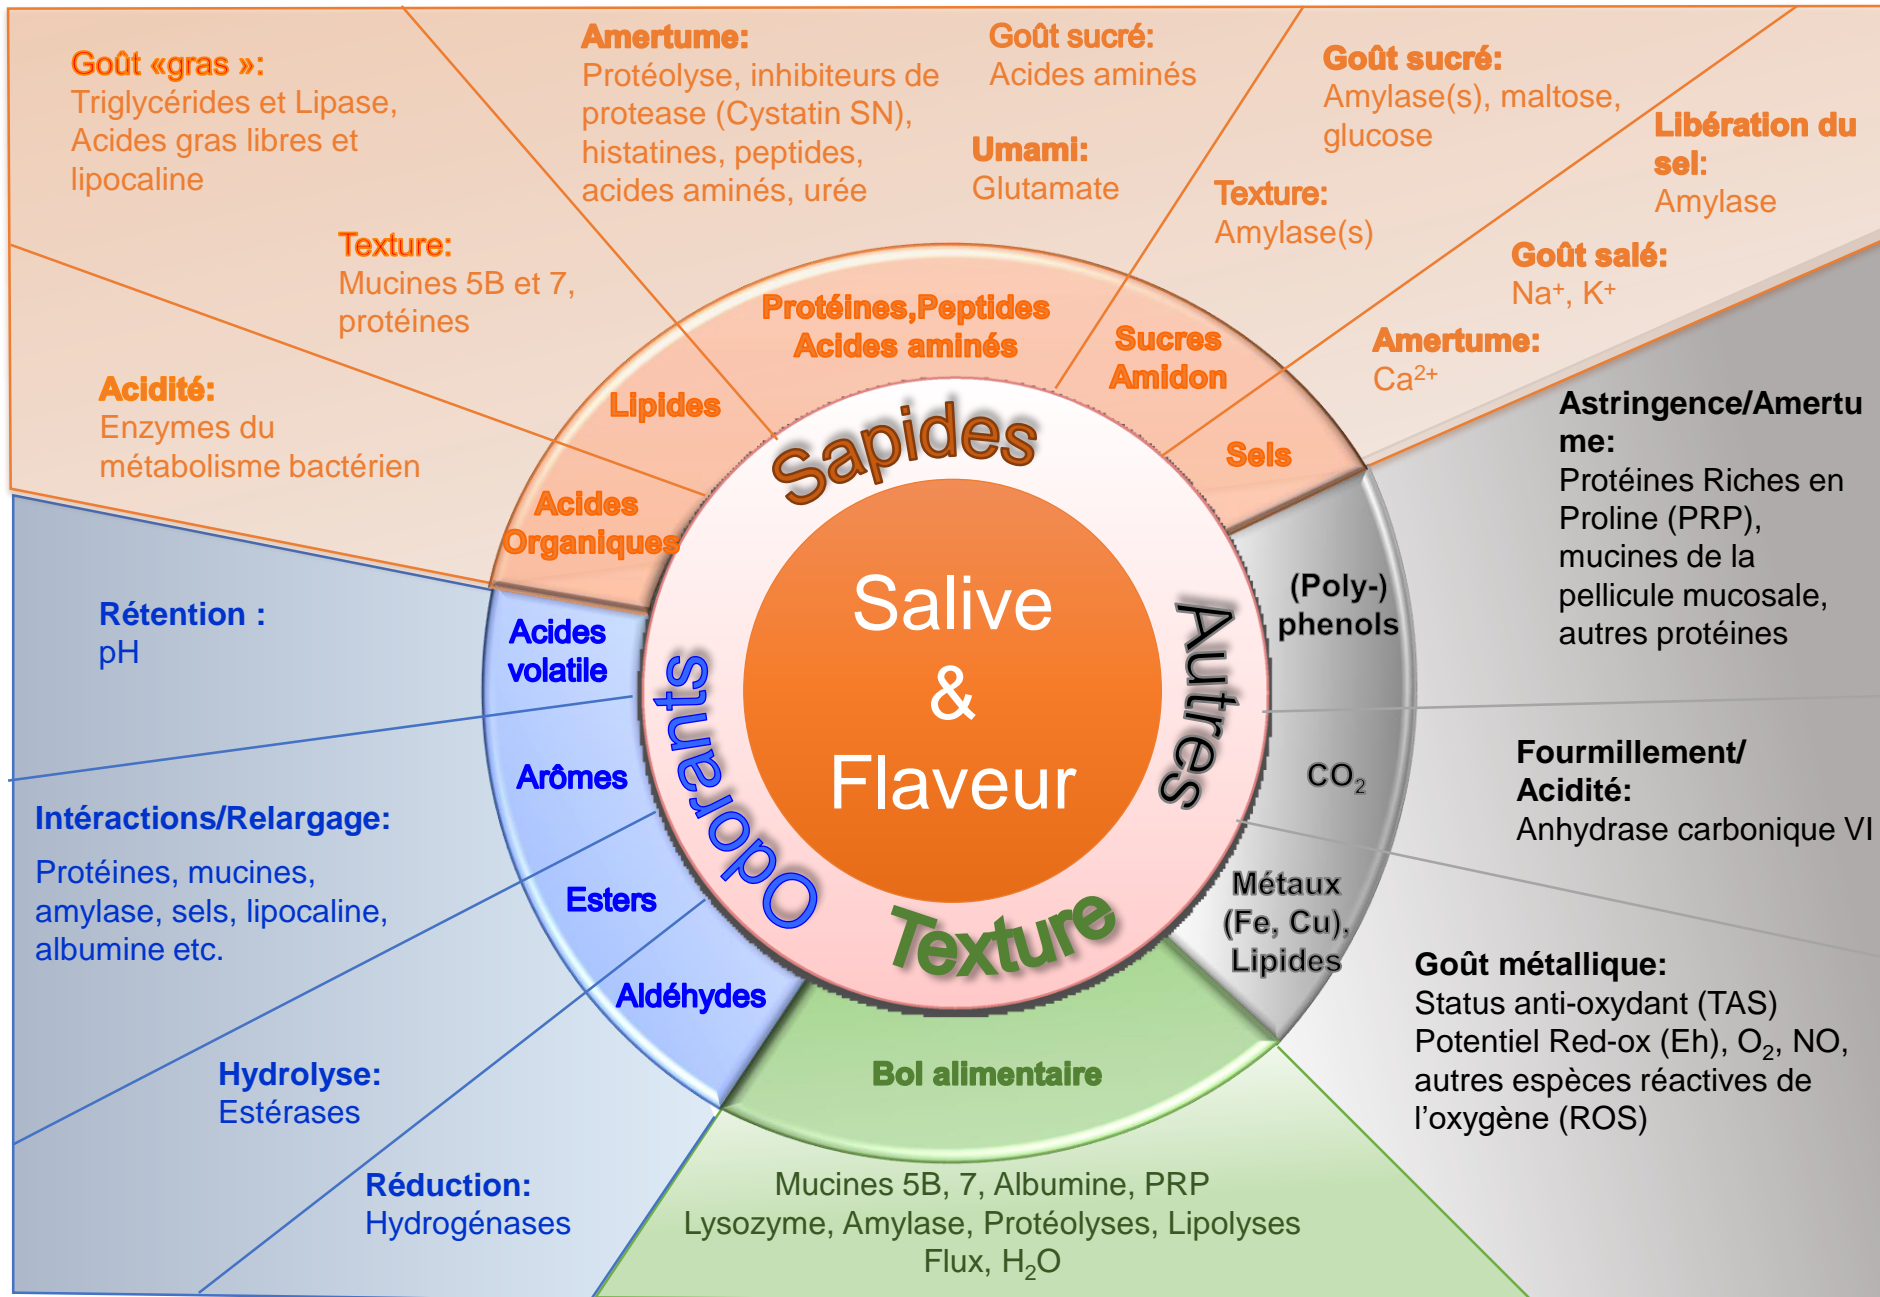 Goût «gras »:
Triglycérides et Lipase,
Acides gras libres et
lipocaline
Texture:
Mucines 5B et 7,
protéines
Acidité:
Enzymes du
métabolisme bactérien
Amertume:
Protéolyse, inhibiteurs de
protease (Cystatin SN),
histatines, peptides,
acides aminés, urée
Goût sucré:
Acides aminés
Umami:
Glutamate
Goût sucré:
Amylase(s), maltose,
glucose
Texture:
Amylase(s)
Libération du
sel:
Amylase
Goût salé:
Na⁺, K⁺
Amertume:
Ca²⁺
Protéines,Peptides
Acides aminés
Sucres
Amidon
Lipides
Sels
Acides
Organiques
Sapides
Salive
&
Flaveur
Autres
Odorants
Texture
(Poly-)
phenols
CO₂
Métaux
(Fe, Cu),
Lipides
Astringence/Amertu
me:
Protéines Riches en
Proline (PRP),
mucines de la
pellicule mucosale,
autres protéines
Fourmillement/
Acidité:
Anhydrase carbonique VI
Goût métallique:
Status anti-oxydant (TAS)
Potentiel Red-ox (Eh), O₂, NO,
autres espèces réactives de
l’oxygène (ROS)
Acides
volatile
Arômes
Esters
Aldéhydes
Rétention :
pH
Intéractions/Relargage:
Protéines, mucines,
amylase, sels, lipocaline,
albumine etc.
Hydrolyse:
Estérases
Réduction:
Hydrogénases
Bol alimentaire
Mucines 5B, 7, Albumine, PRP
Lysozyme, Amylase, Protéolyses, Lipolyses
Flux, H₂O